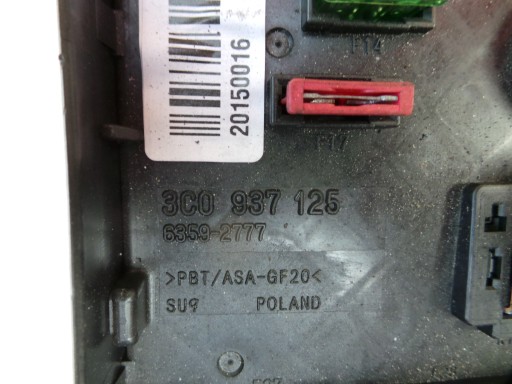 20150016
F14
F17
3C0 937 125
6359-2777
>PBT/ASA-GF20<
SU9 POLAND